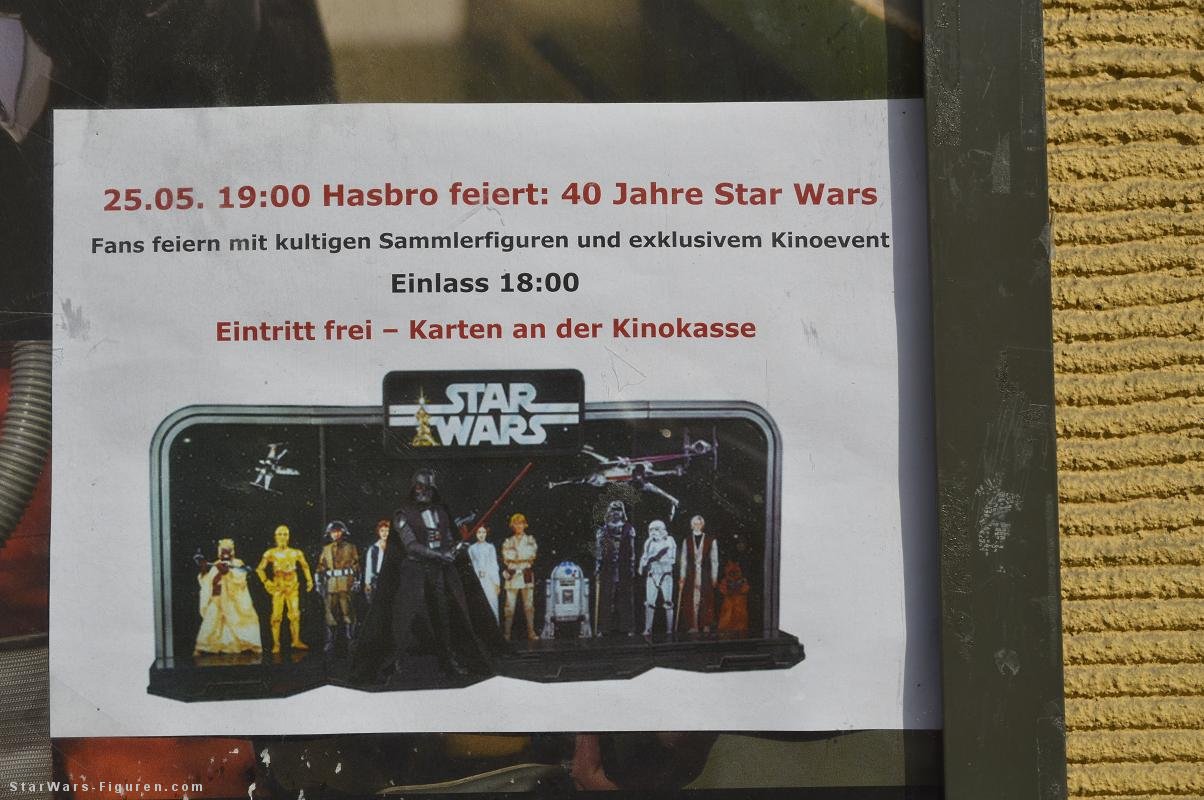 25.05. 19:00 Hasbro feiert: 40 Jahre Star Wars
Fans feiern mit kultigen Sammlerfiguren und exklusivem Kinoevent
Einlass 18:00
Eintritt frei – Karten an der Kinokasse
STAR
WARS
StarWars-Figuren.com